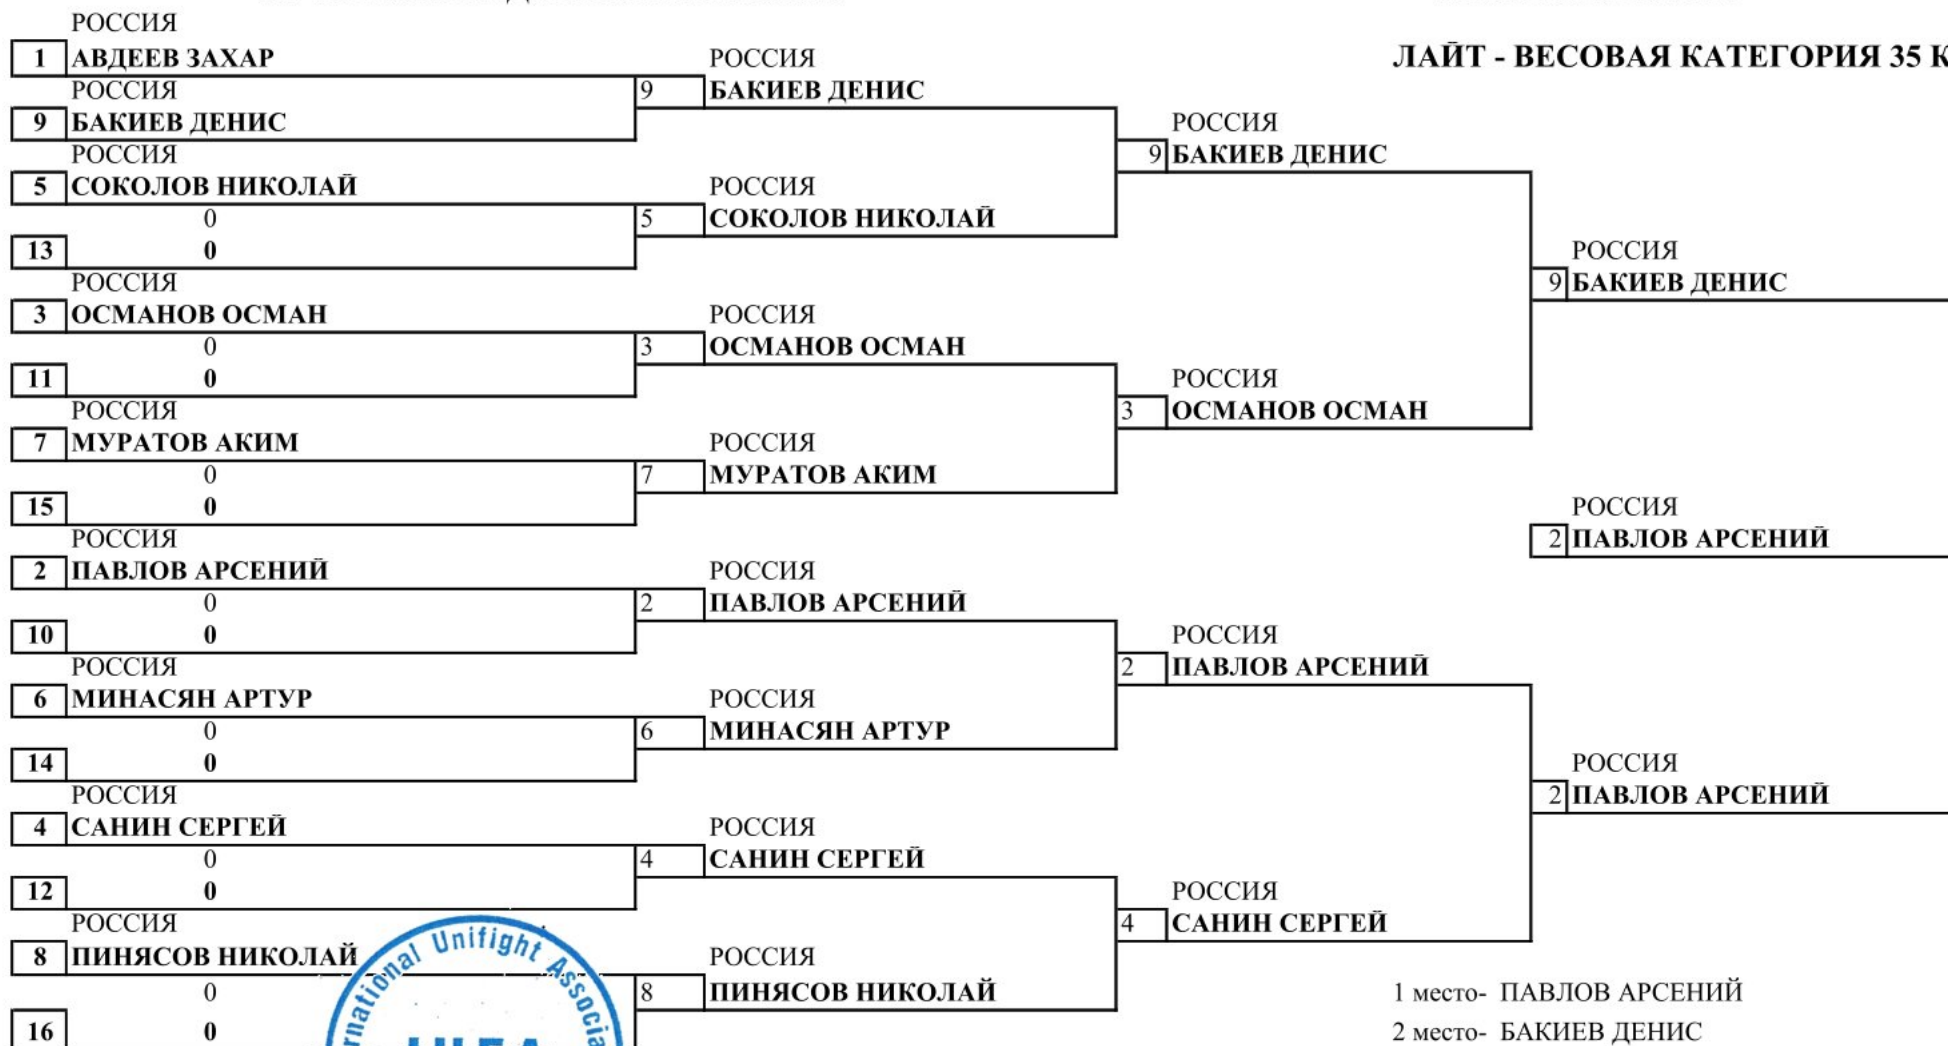 РОССИЯ
1 АВДЕЕВ ЗАХАР
РОССИЯ
9 БАКИЕВ ДЕНИС
РОССИЯ
5 СОКОЛОВ НИКОЛАЙ
0
13 0
РОССИЯ
3 ОСМАНОВ ОСМАН
0
11 0
РОССИЯ
7 МУРАТОВ АКИМ
0
15 0
РОССИЯ
2 ПАВЛОВ АРСЕНИЙ
0
10 0
РОССИЯ
6 МИНАСЯН АРТУР
0
14 0
РОССИЯ
4 САНИН СЕРГЕЙ
0
12 0
РОССИЯ
8 ПИНЯСОВ НИКОЛАЙ
0
16 0
РОССИЯ
9 БАКИЕВ ДЕНИС
РОССИЯ
5 СОКОЛОВ НИКОЛАЙ
РОССИЯ
3 ОСМАНОВ ОСМАН
РОССИЯ
7 МУРАТОВ АКИМ
РОССИЯ
2 ПАВЛОВ АРСЕНИЙ
РОССИЯ
6 МИНАСЯН АРТУР
РОССИЯ
4 САНИН СЕРГЕЙ
РОССИЯ
8 ПИНЯСОВ НИКОЛАЙ
РОССИЯ
9 БАКИЕВ ДЕНИС
РОССИЯ
3 ОСМАНОВ ОСМАН
РОССИЯ
2 ПАВЛОВ АРСЕНИЙ
РОССИЯ
4 САНИН СЕРГЕЙ
ЛАЙТ - ВЕСОВАЯ КАТЕГОРИЯ 35 К
РОССИЯ
9 БАКИЕВ ДЕНИС
РОССИЯ
2 ПАВЛОВ АРСЕНИЙ
РОССИЯ
2 ПАВЛОВ АРСЕНИЙ
1 место- ПАВЛОВ АРСЕНИЙ
2 место- БАКИЕВ ДЕНИС
rnational Unifight Associa